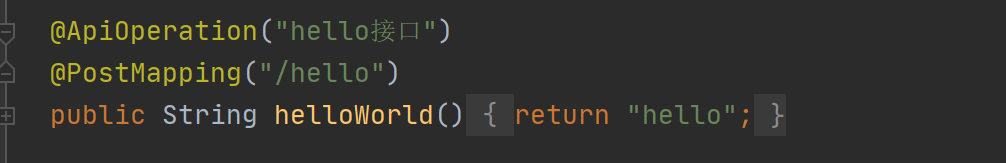 @ApiOperation("hello接口")
@PostMapping("/hello")
public String helloWorld() { return "hello"; }